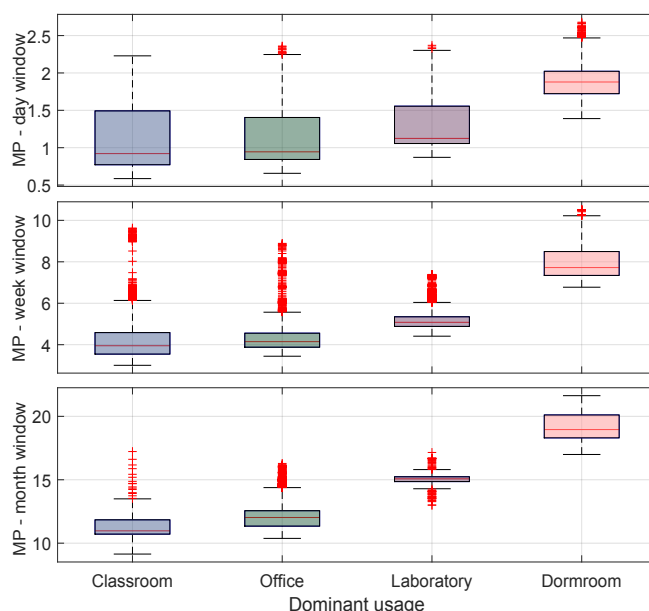 MP - day window
2.5
2
1.5
1
0.5
MP - week window
10
8
6
4
MP - month window
20
15
10
Classroom Office Laboratory Dormroom
Dominant usage